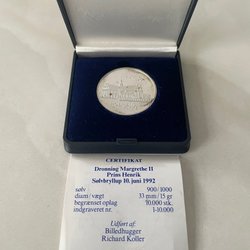 CERTIFIKAT
Dronning Margrethe II
Prins Henrik
Sølvbryllup 10. juni 1992
sølv 900/1000
diam/vægt 33 mm/15 gr
begrænset oplag 10.000 stk.
indgraveret nr. 1-10.000
Udført af:
Billedhugger
Richard Koller